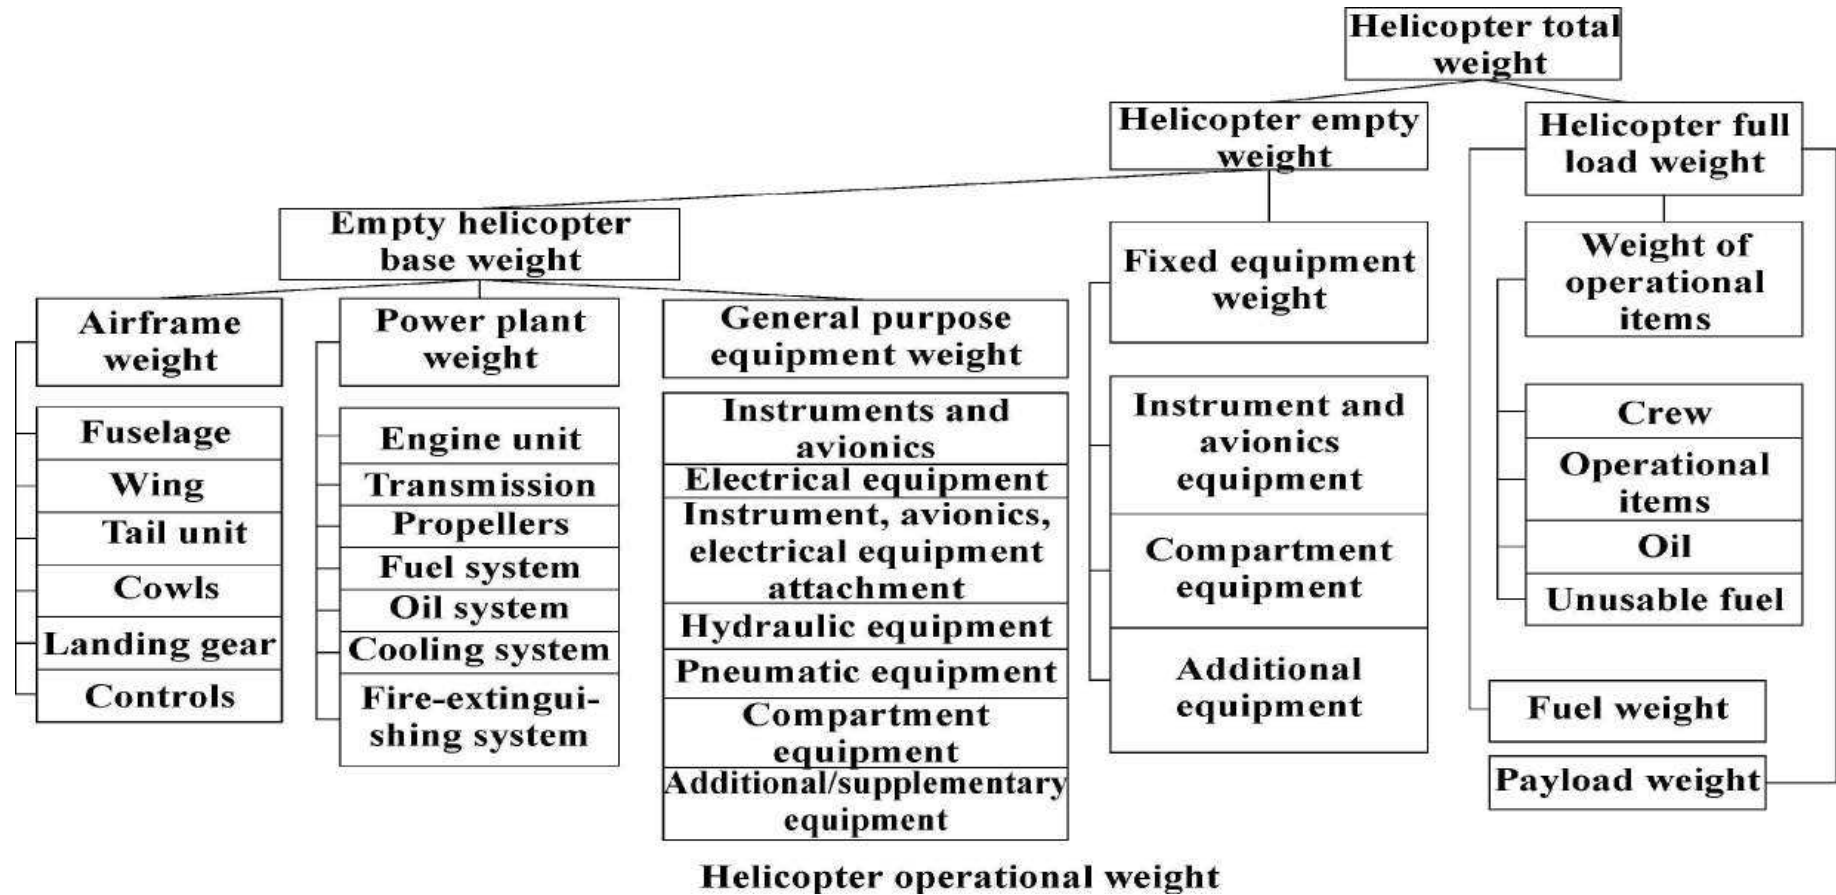 Helicopter total
weight
Helicopter empty
weight
Helicopter full
load weight
Empty helicopter
base weight
Fixed equipment
weight
Weight of
operational
items
Airframe
weight
Power plant
weight
General purpose
equipment weight
Fuselage
Wing
Tail unit
Cowls
Landing gear
Controls
Engine unit
Transmission
Propellers
Fuel system
Oil system
Cooling system
Fire-extingui-
shing system
Instruments and
avionics
Electrical equipment
Instrument, avionics,
electrical equipment
attachment
Hydraulic equipment
Pneumatic equipment
Compartment
equipment
Additional/supplementary
equipment
Instrument and
avionics
equipment
Compartment
equipment
Additional
equipment
Crew
Operational
items
Oil
Unusable fuel
Fuel weight
Payload weight
Helicopter operational weight